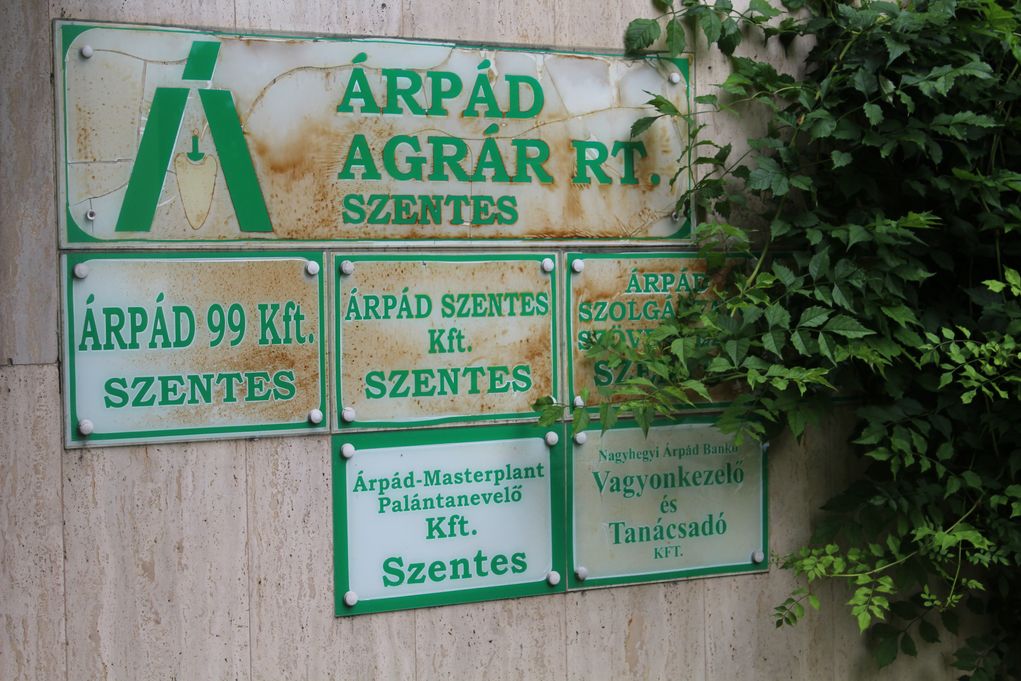 ÁRPÁD
AGRÁR RT.
SZENTES
ÁRPÁD 99 Kft.
SZENTES
ÁRPÁD SZENTES
Kft.
SZENTES
ÁRPÁD
Árpád-Masterplant
Palántanevelő
Kft.
Szentes
Nagyhegyi Árpád Bankó
Vagyonkezelő
és
Tanácsadó
KFT.